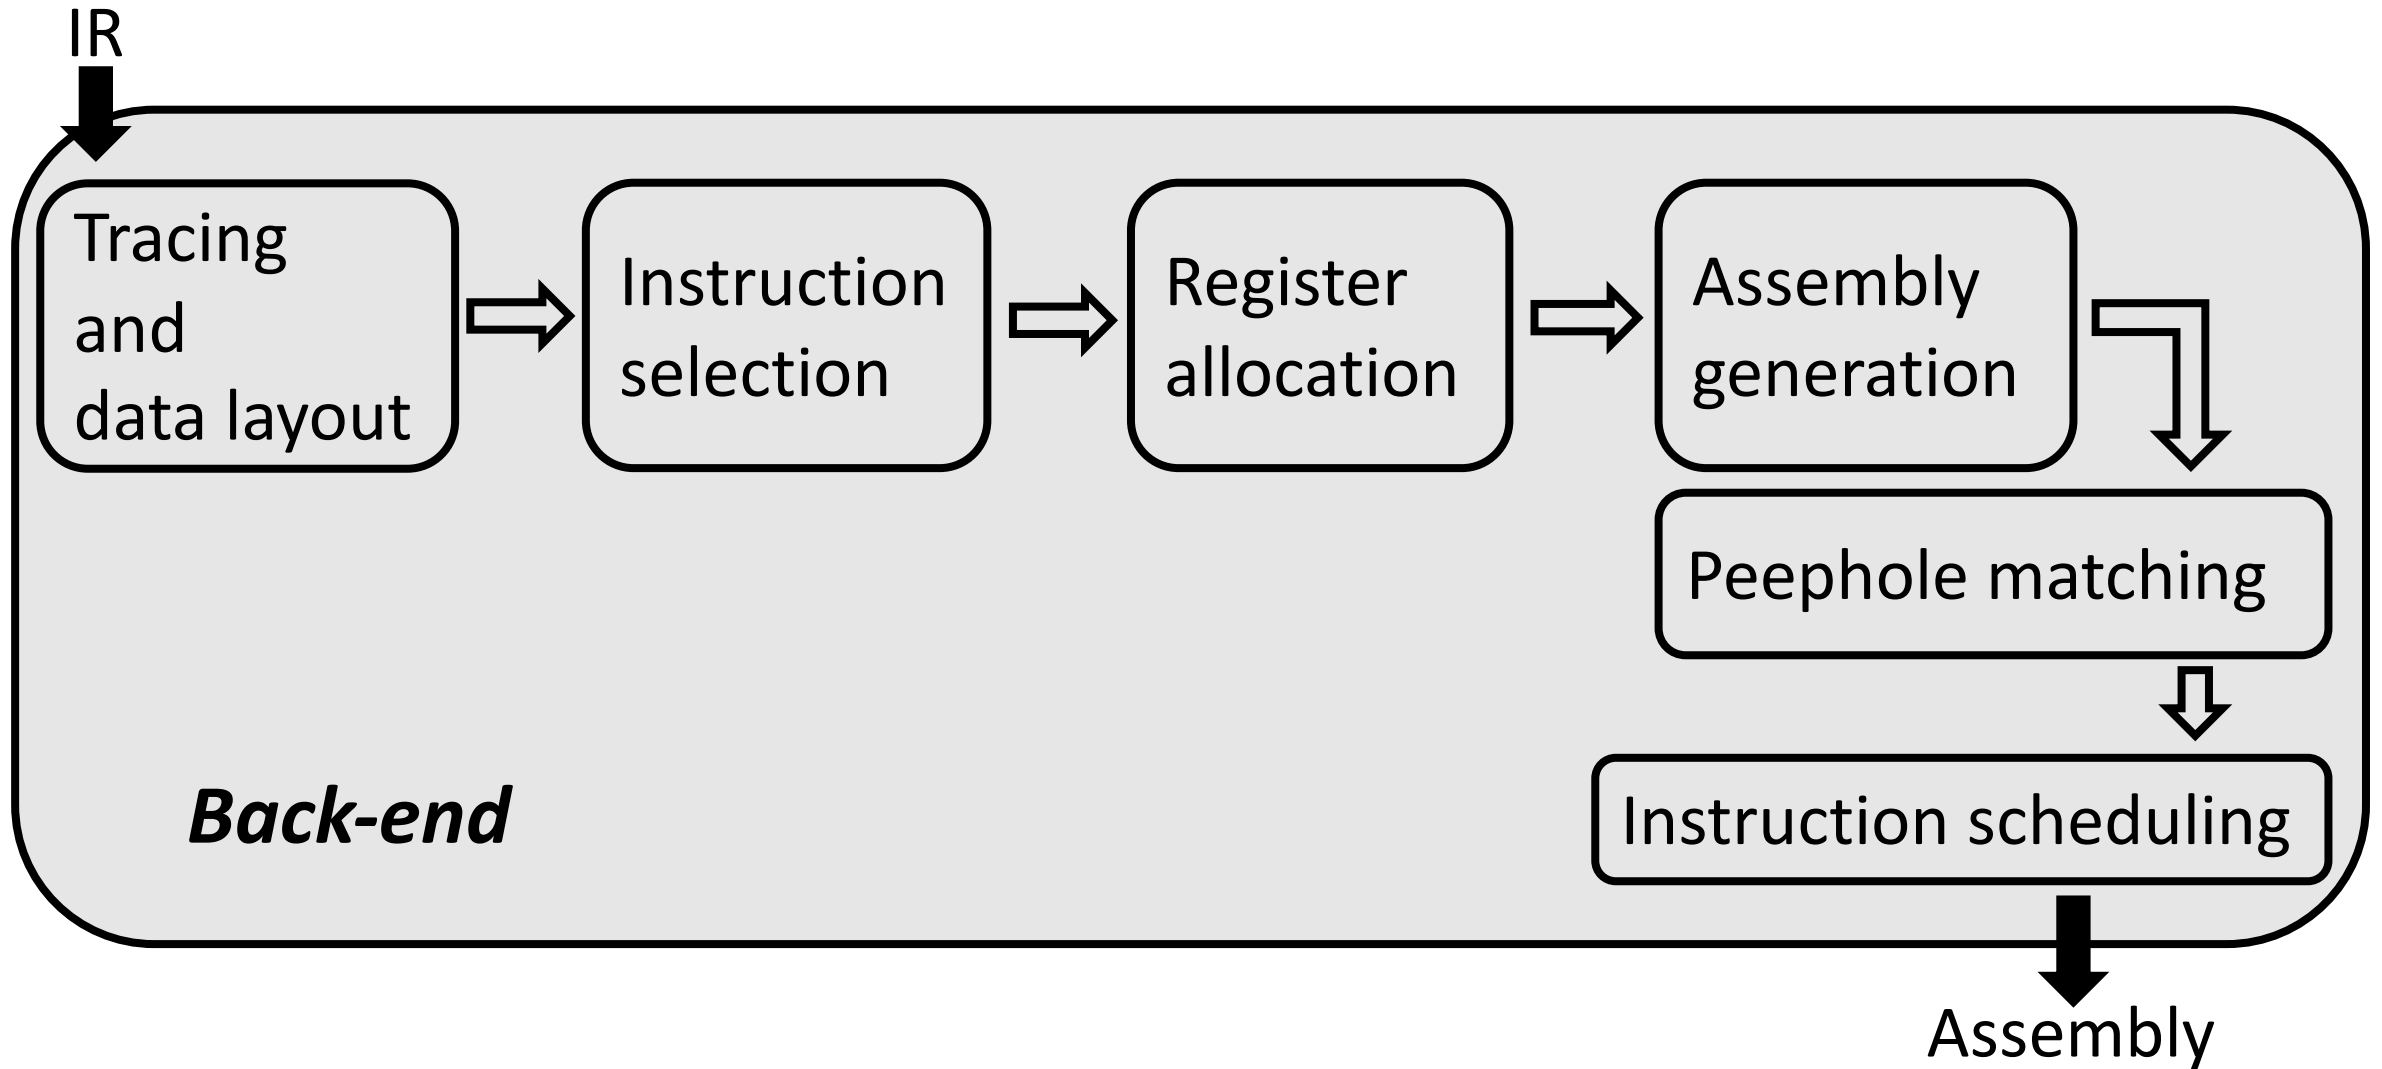 IR
Tracing
and
data layout
Instruction
selection
Register
allocation
Assembly
generation
Peephole matching
Instruction scheduling
Back-end
Assembly